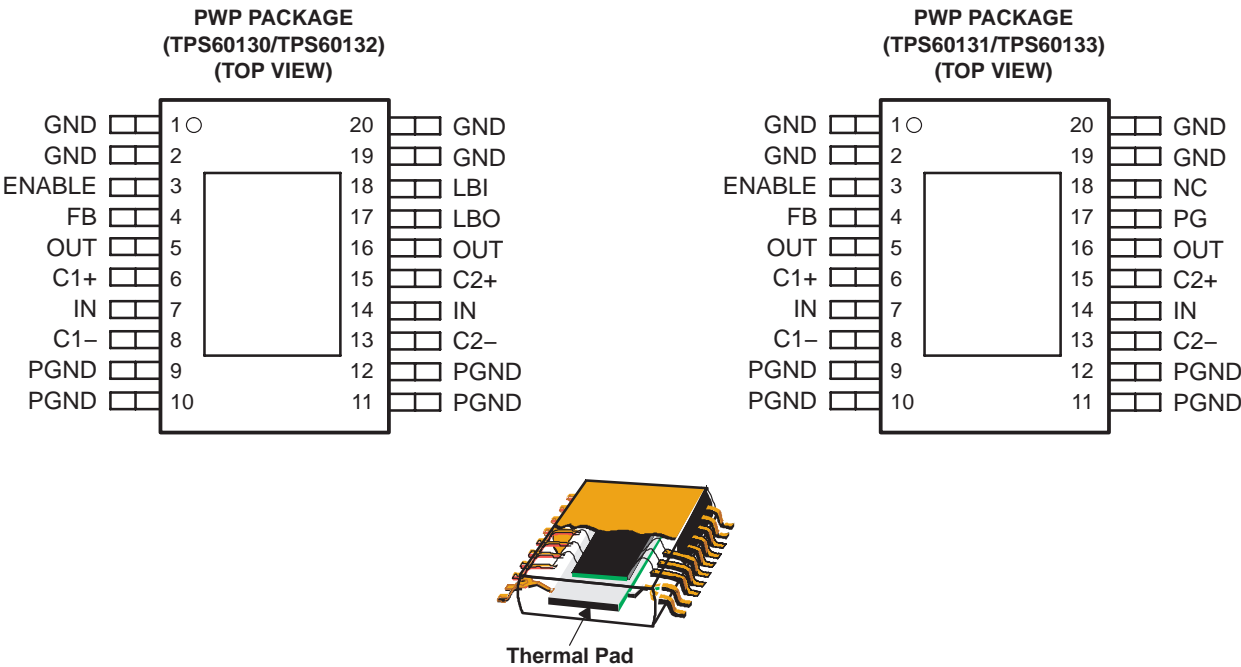 PWP PACKAGE
(TPS60130/TPS60132)
(TOP VIEW)
GND 1 20 GND
GND 2 19 GND
ENABLE 3 18 LBI
FB 4 17 LBO
OUT 5 16 OUT
C1+ 6 15 C2+
IN 7 14 IN
C1– 8 13 C2–
PGND 9 12 PGND
PGND 10 11 PGND
PWP PACKAGE
(TPS60131/TPS60133)
(TOP VIEW)
GND 1 20 GND
GND 2 19 GND
ENABLE 3 18 NC
FB 4 17 PG
OUT 5 16 OUT
C1+ 6 15 C2+
IN 7 14 IN
C1– 8 13 C2–
PGND 9 12 PGND
PGND 10 11 PGND
Thermal Pad